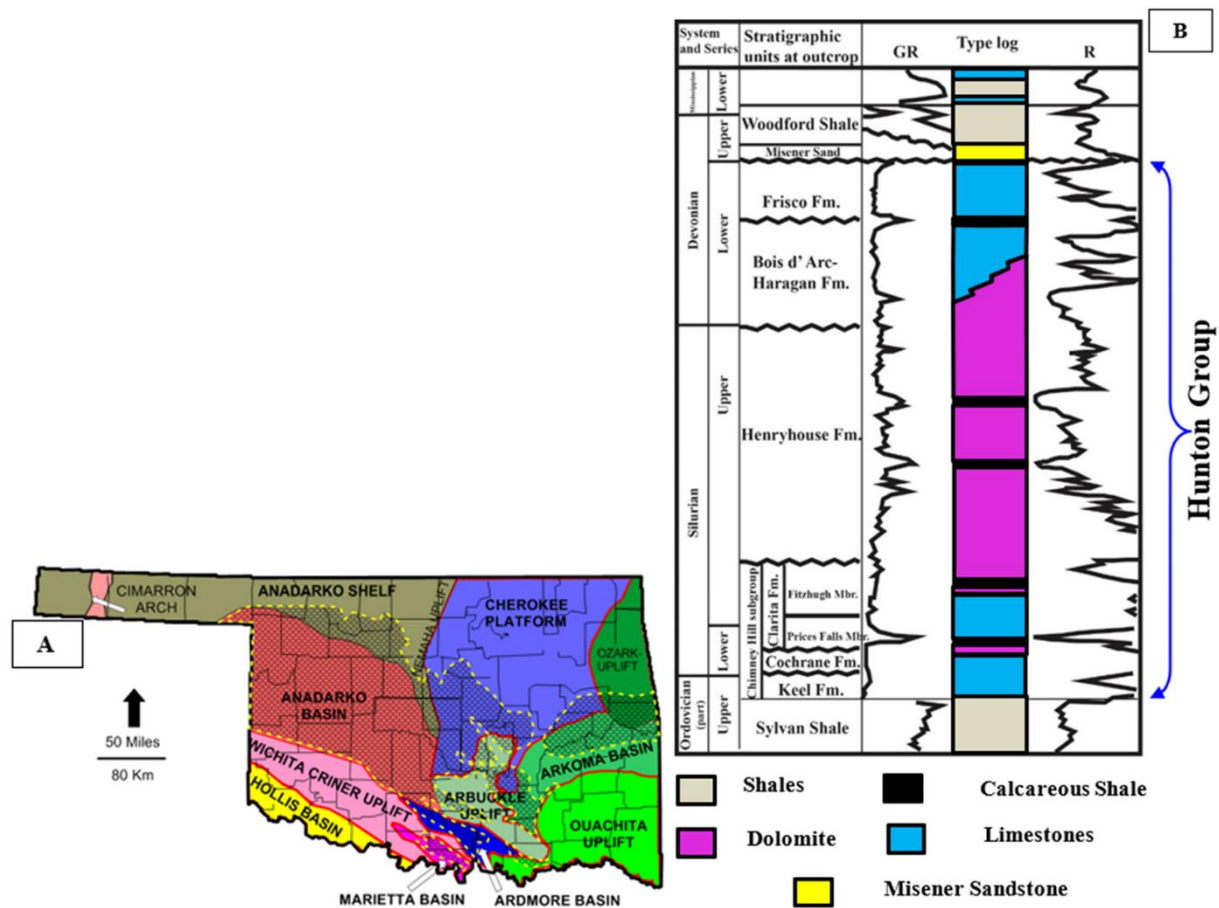 A
CIMARRON
ARCH
ANADARKO SHELF
NEMAHA UPLIFT
CHEROKEE
PLATFORM
OZARK
UPLIFT
ANADARKO
BASIN
50 Miles
80 Km
WICHITA CRINER UPLIFT
HOLLIS BASIN
ARBUCKLE
UPLIFT
ARKOMA BASIN
OUACHITA
UPLIFT
MARIETTA BASIN
ARDMORE BASIN
B
System
and Series
Stratigraphic
units at outcrop
GR
Type log
R
Mississippian
Lower
Devonian
Upper
Woodford Shale
Misener Sand
Lower
Frisco Fm.
Bois d' Arc-
Haragan Fm.
Silurian
Upper
Henryhouse Fm.
Chimney Hill subgroup
Clarita Fm.
Fitzhugh Mbr.
Prices Falls Mbr.
Lower
Cochrane Fm.
Keel Fm.
Ordovician
(part)
Upper
Sylvan Shale
Hunton Group
Shales
Calcareous Shale
Dolomite
Limestones
Misener Sandstone